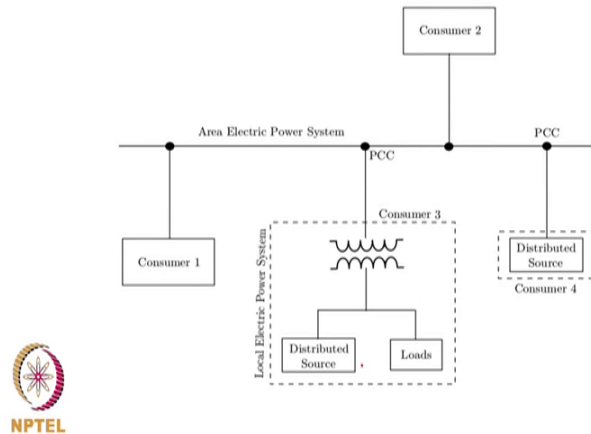 Consumer 2
Area Electric Power System
PCC
PCC
Consumer 1
Consumer 3
Local Electric Power System
Distributed
Source
Loads
Distributed
Source
Consumer 4
NPTEL